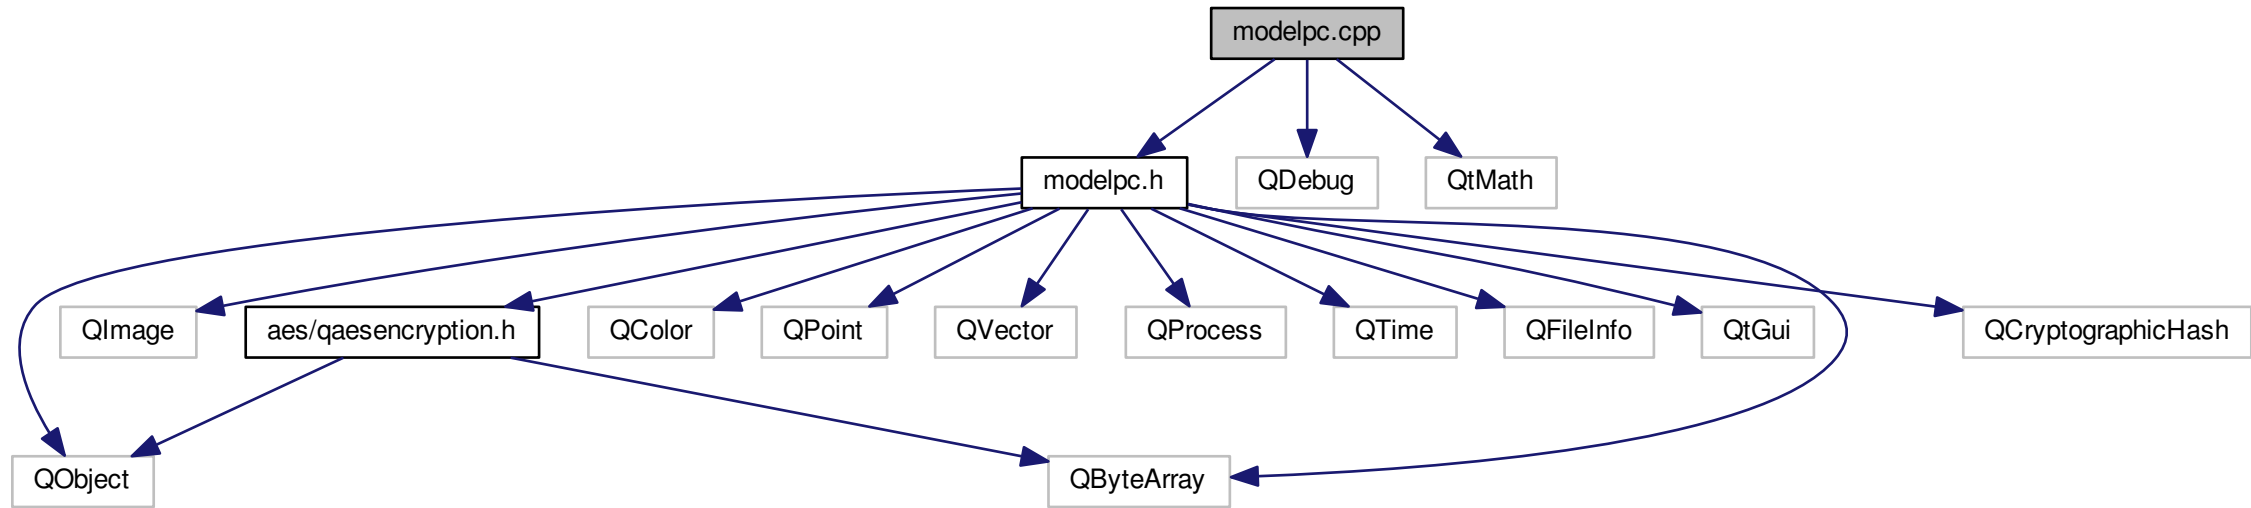 modelpc.cpp
modelpc.h
QDebug
QtMath
QImage
aes/qaesencryption.h
QColor
QPoint
QVector
QProcess
QTime
QFileInfo
QtGui
QCryptographicHash
QObject
QByteArray